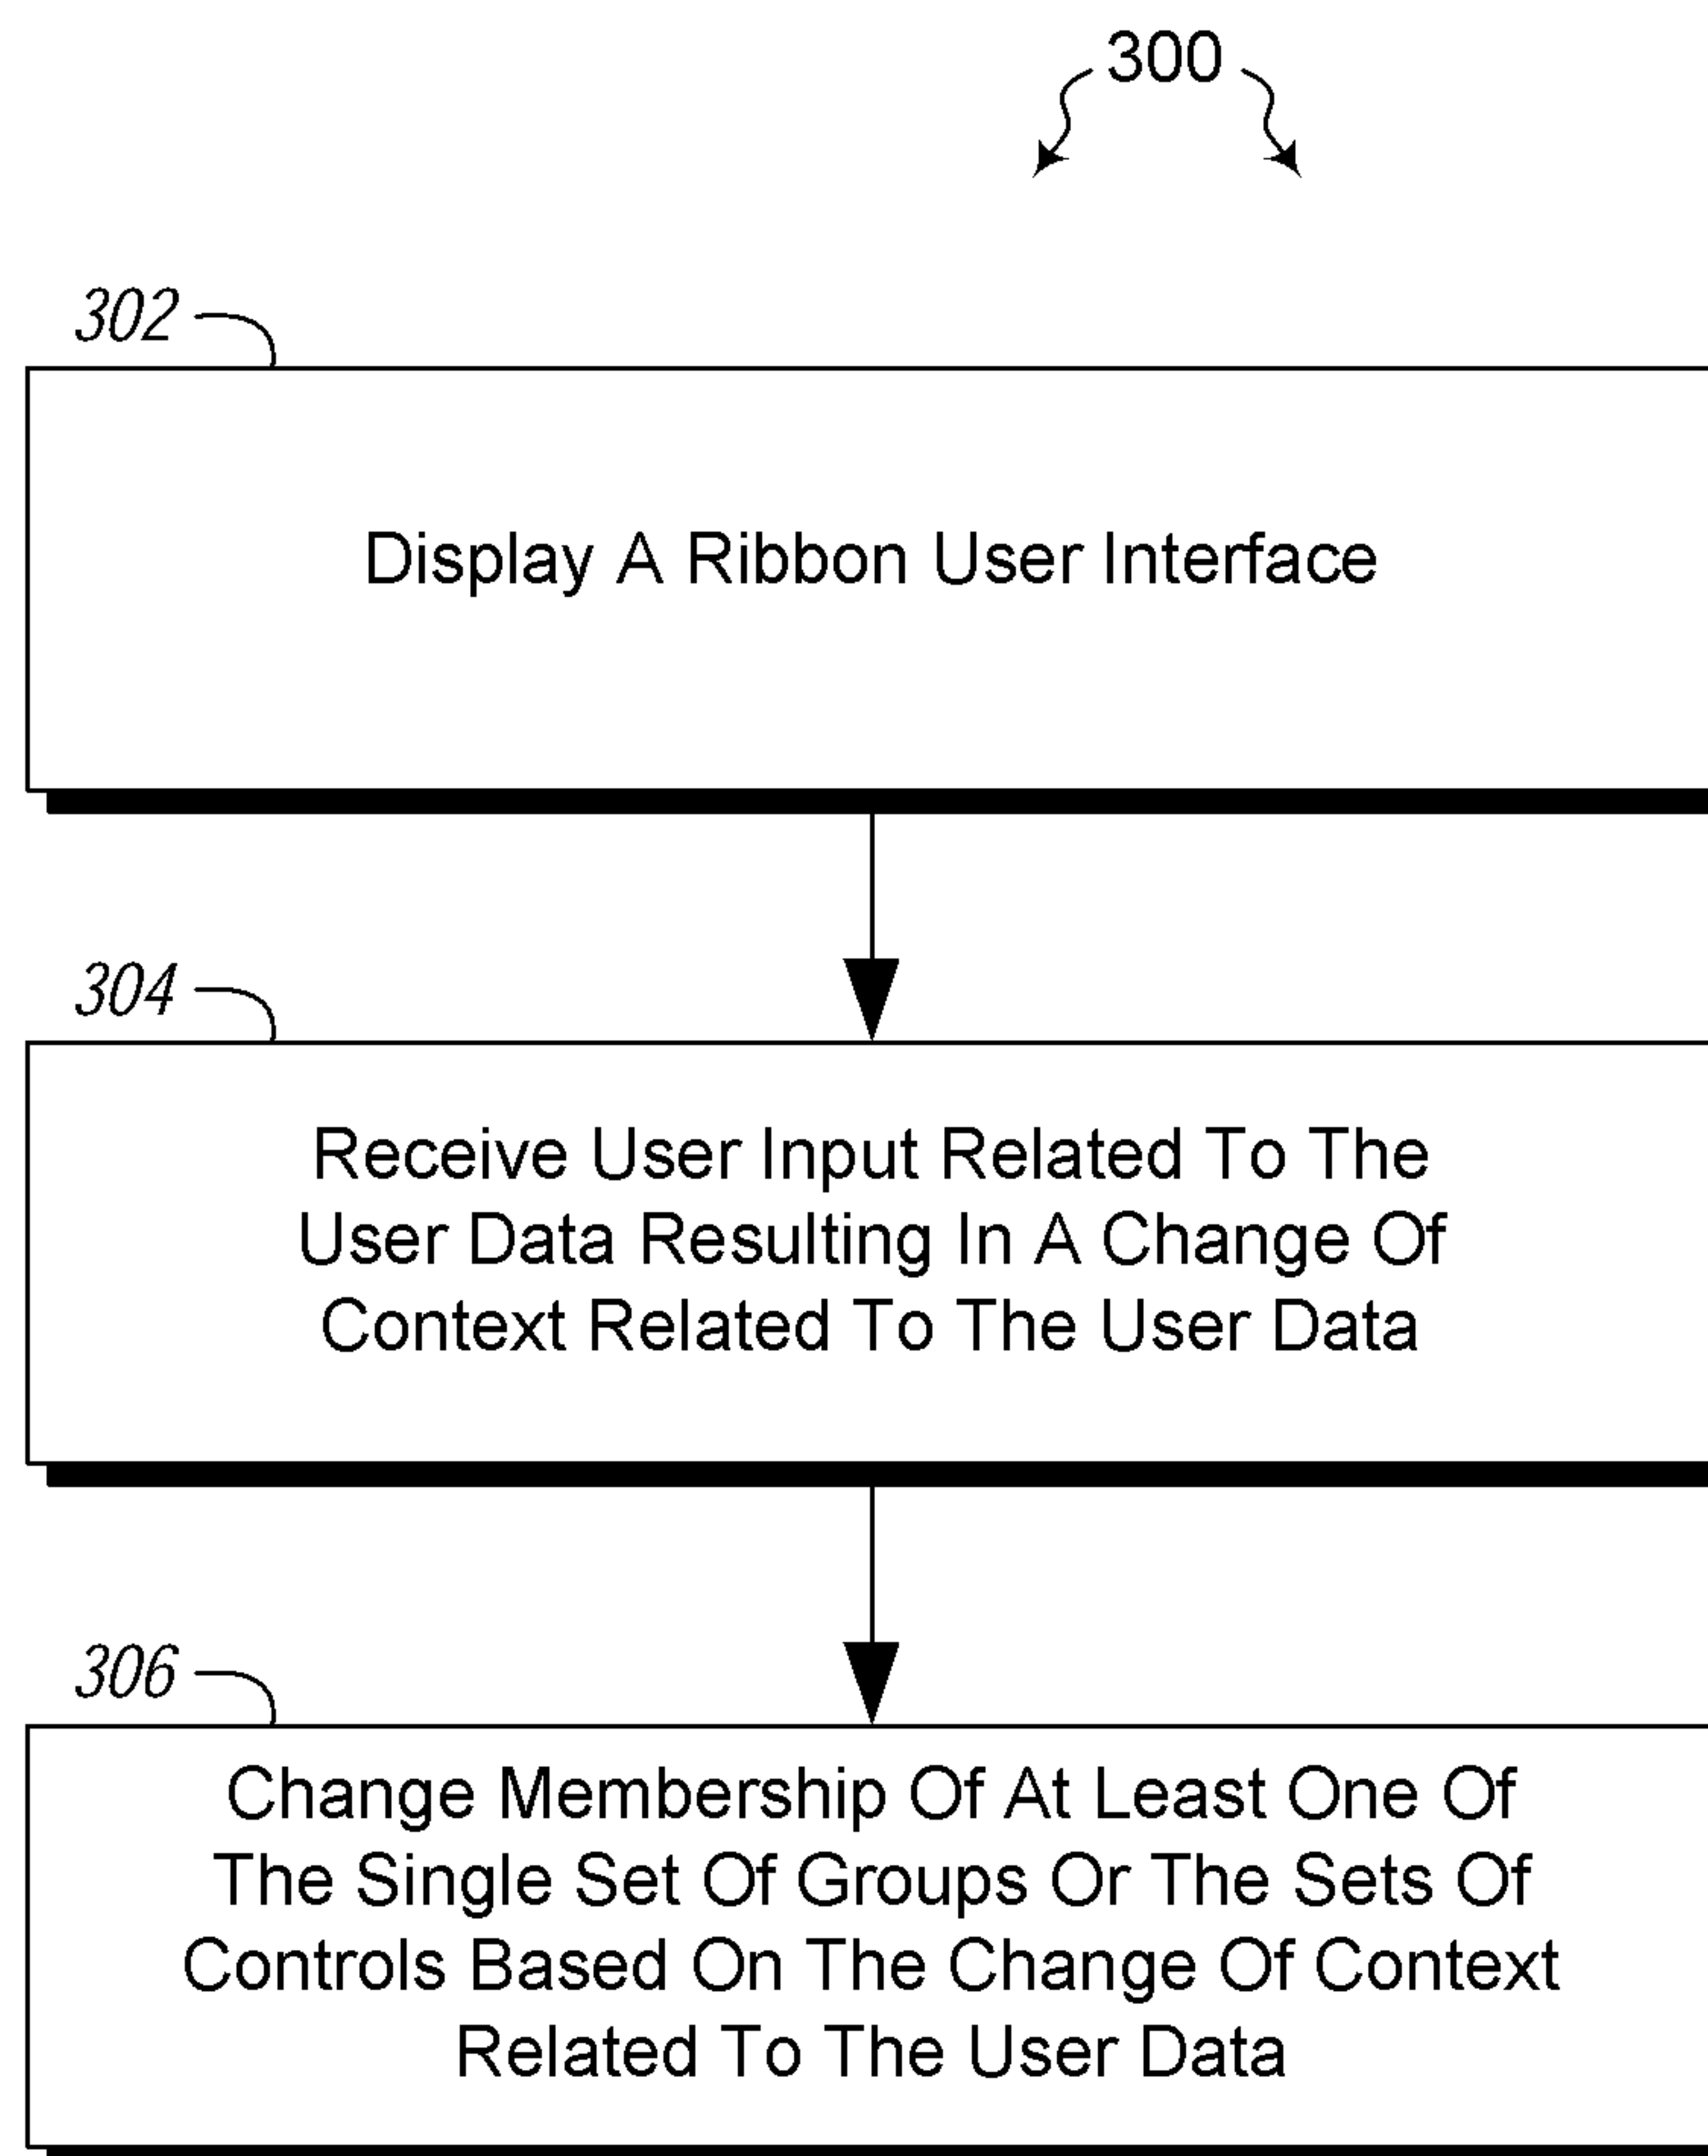 300
302
Display A Ribbon User Interface
304
Receive User Input Related To The
User Data Resulting In A Change Of
Context Related To The User Data
306
Change Membership Of At Least One Of
The Single Set Of Groups Or The Sets Of
Controls Based On The Change Of Context
Related To The User Data